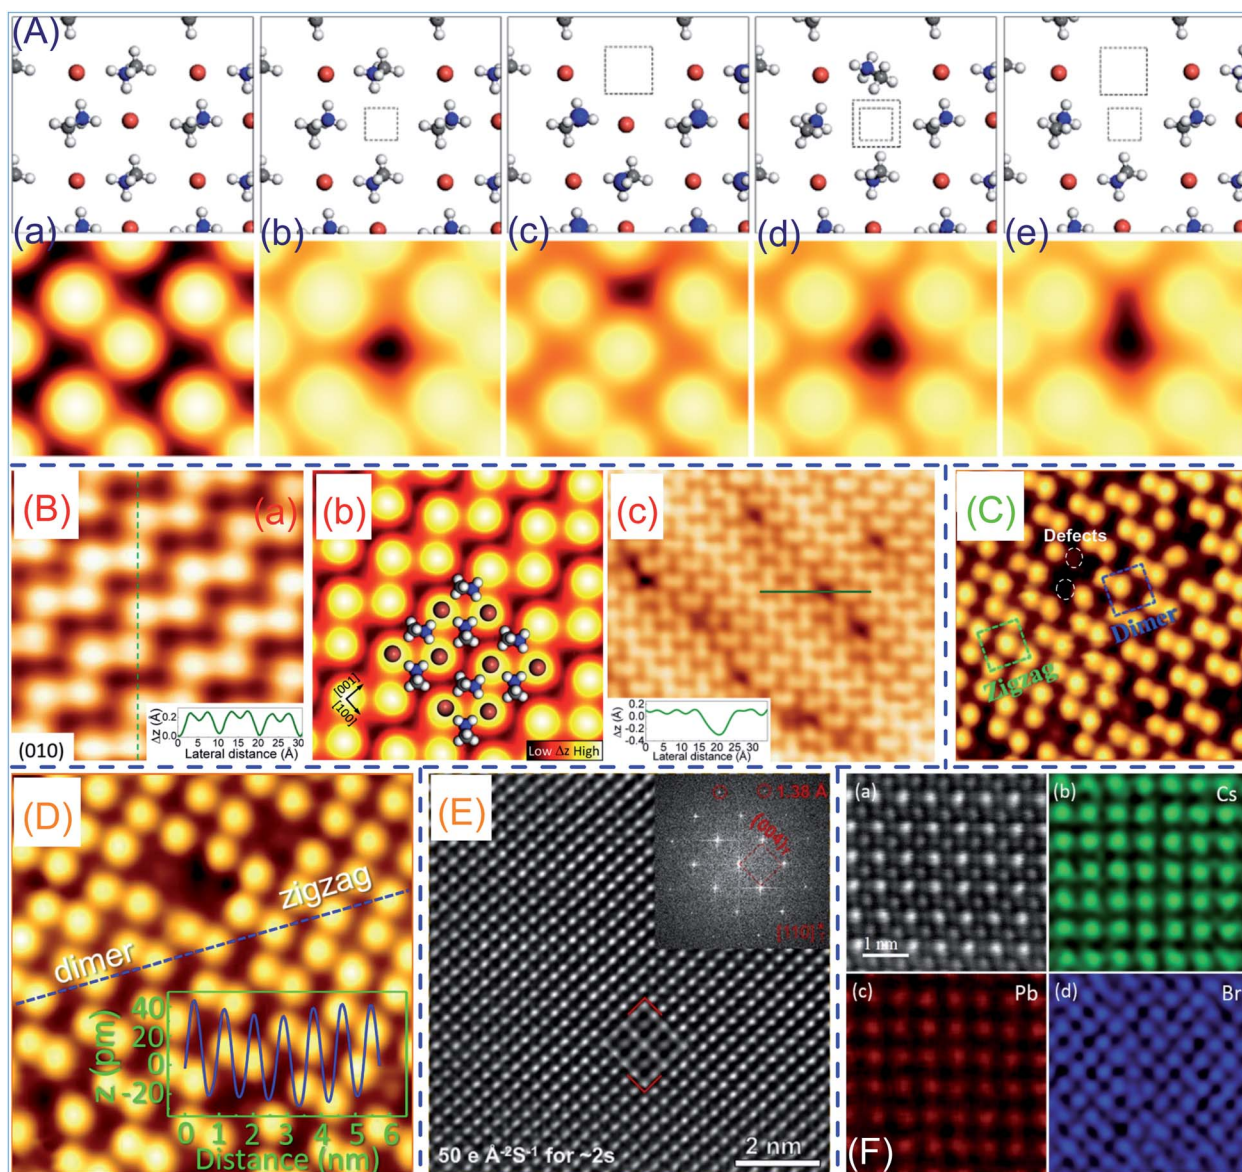 (A)
(a)
(b)
(c)
(d)
(e)
(B)
(a)
(010)
Δz (Å)
0.2
0.0
0 5 10 15 20 25 30
Lateral distance (Å)
(b)
[001]
[100]
Low Δz High
(c)
Δz (Å)
0.2
0.0
-0.2
-0.4
0 5 10 15 20 25 30
Lateral distance (Å)
(C)
Defects
Dimer
Zigzag
(D)
zigzag
dimer
z (pm)
40
20
0
-20
0 1 2 3 4 5 6
Distance (nm)
(E)
1.38 Å
50 e Å⁻²S⁻¹ for ~2s
2 nm
(a)
1 nm
(b)
Cs
(c)
Pb
(d)
Br
(F)